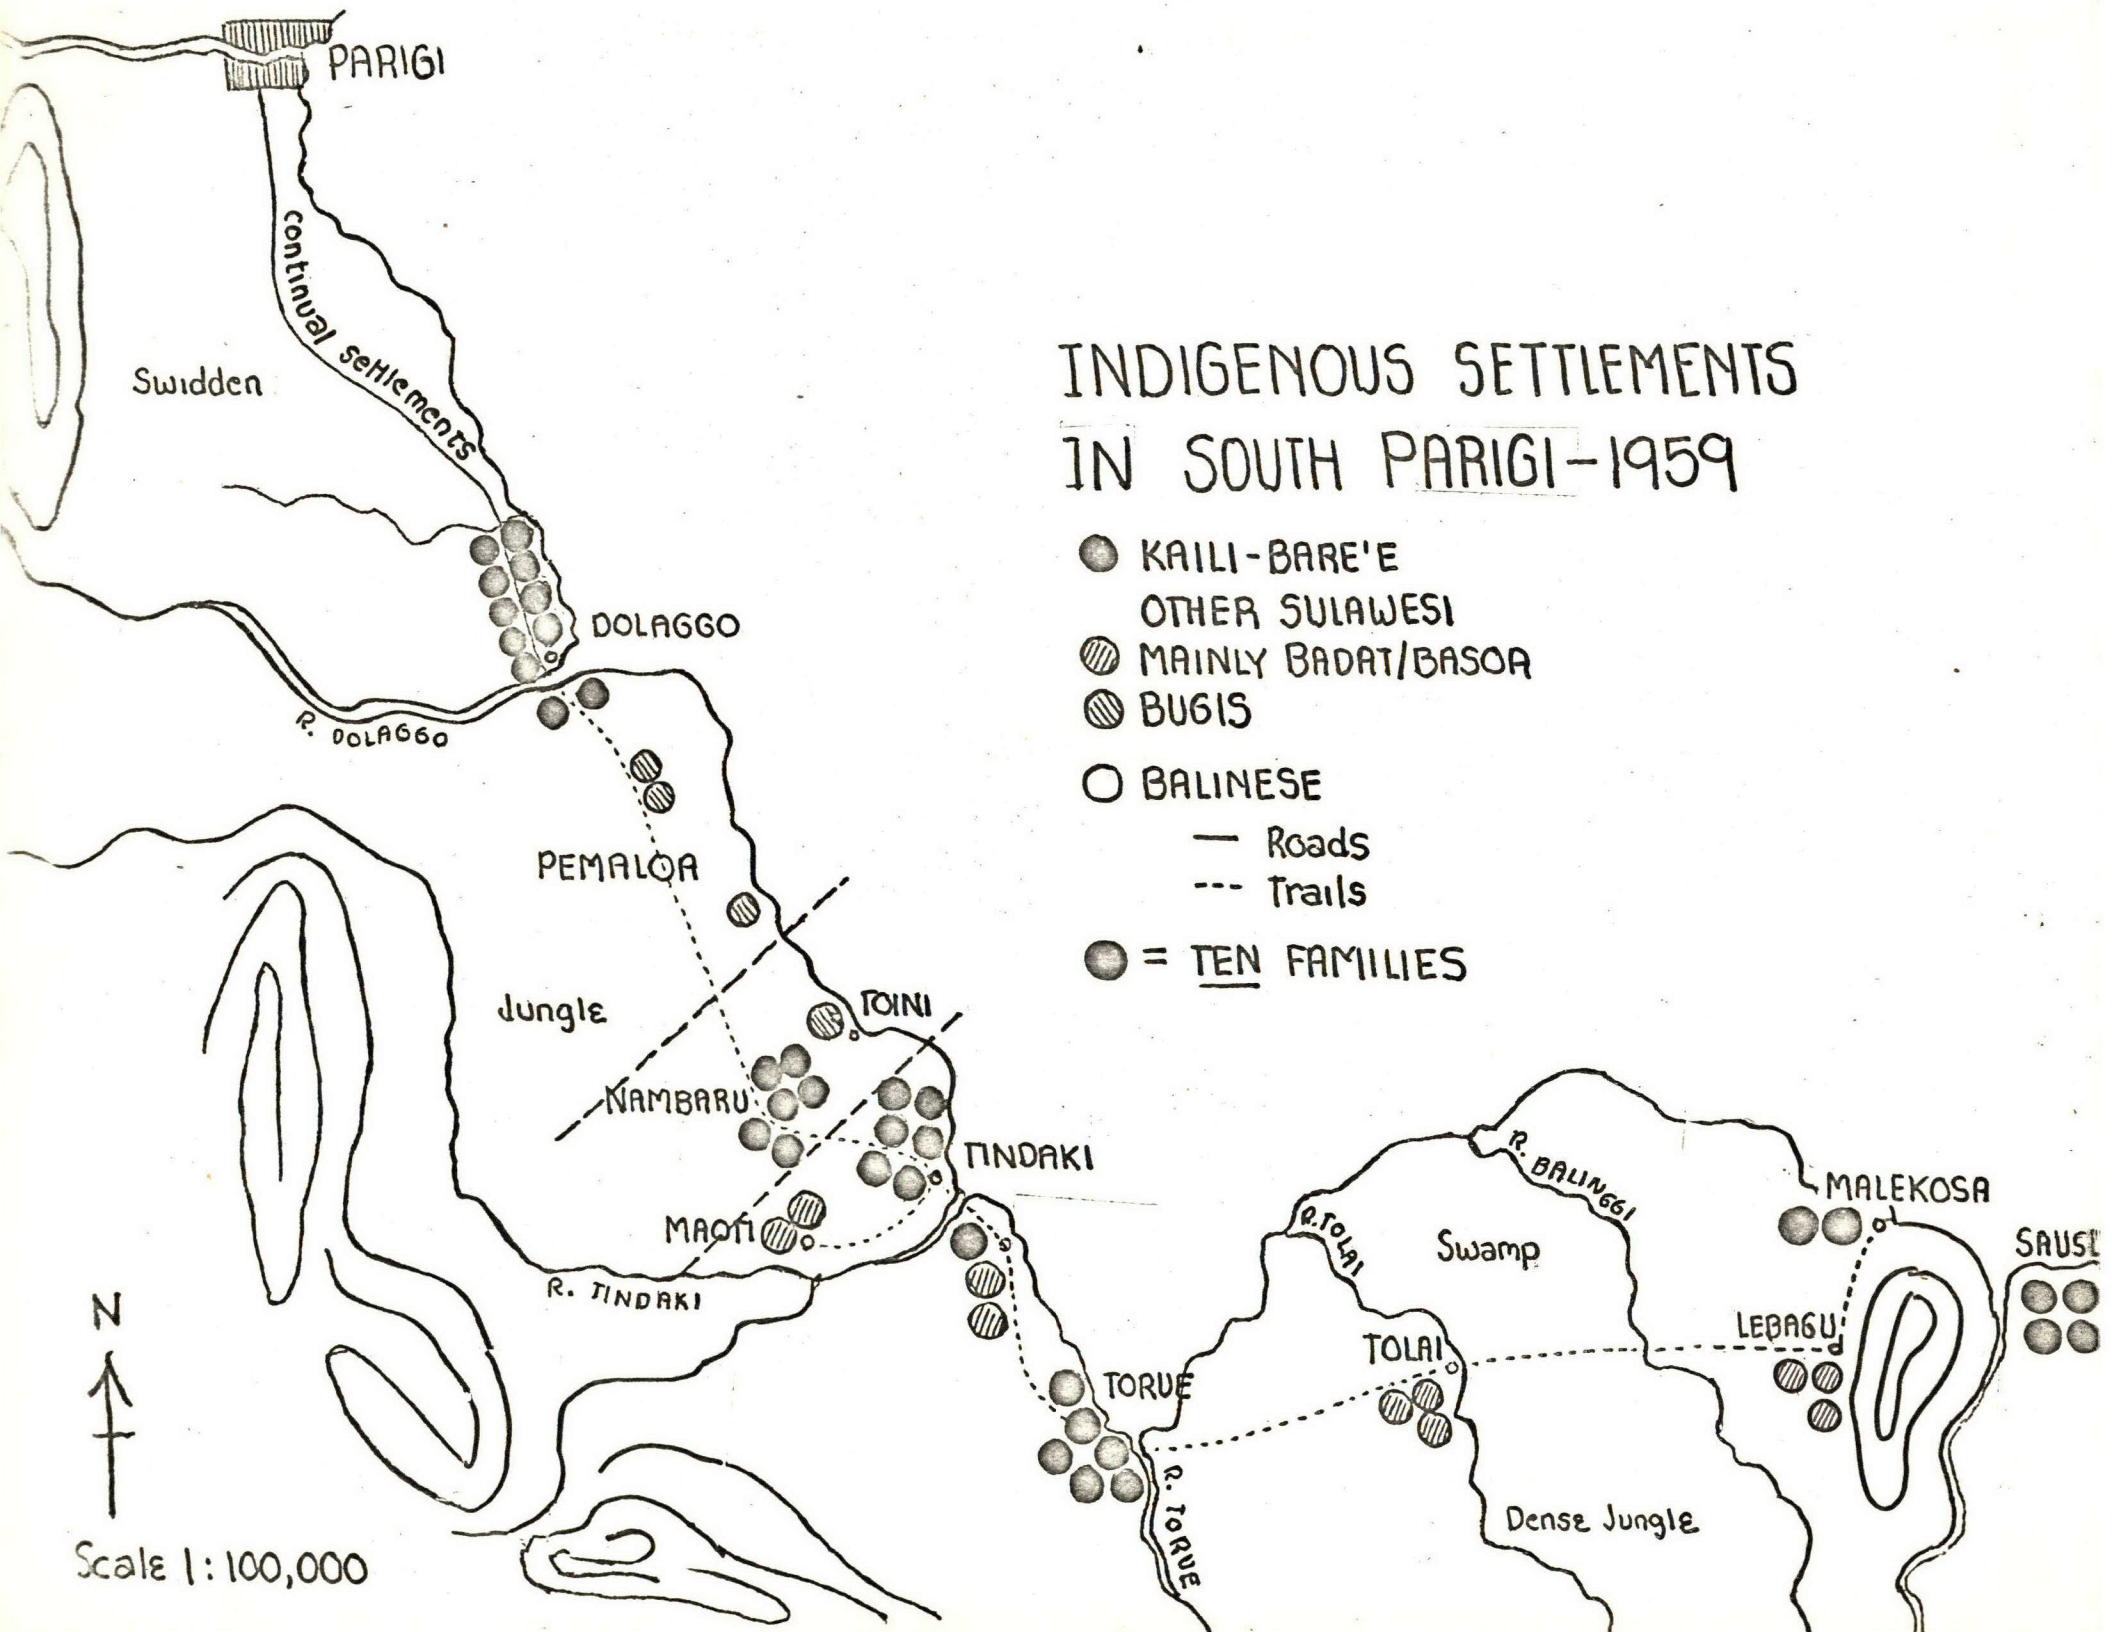 PARIGI
continual settlements
Swidden
INDIGENOUS SETTLEMENTS
IN SOUTH PARIGI-1959
KAILI-BARE'E
OTHER SULAWESI
MAINLY BADAT/BASOA
BUGIS
BALINESE
— Roads
--- Trails
= TEN FAMILIES
DOLAGGO
R. DOLAGGO
PEMALOA
Jungle
TOINI
NAMBARU
TINDAKI
R. TINDAKI
TORUE
R. TORUE
R. TOLAI
TOLAI
Swamp
R. BALINGGI
MALEKOSA
LEBAGU
Dense Jungle
N
Scale 1:100,000